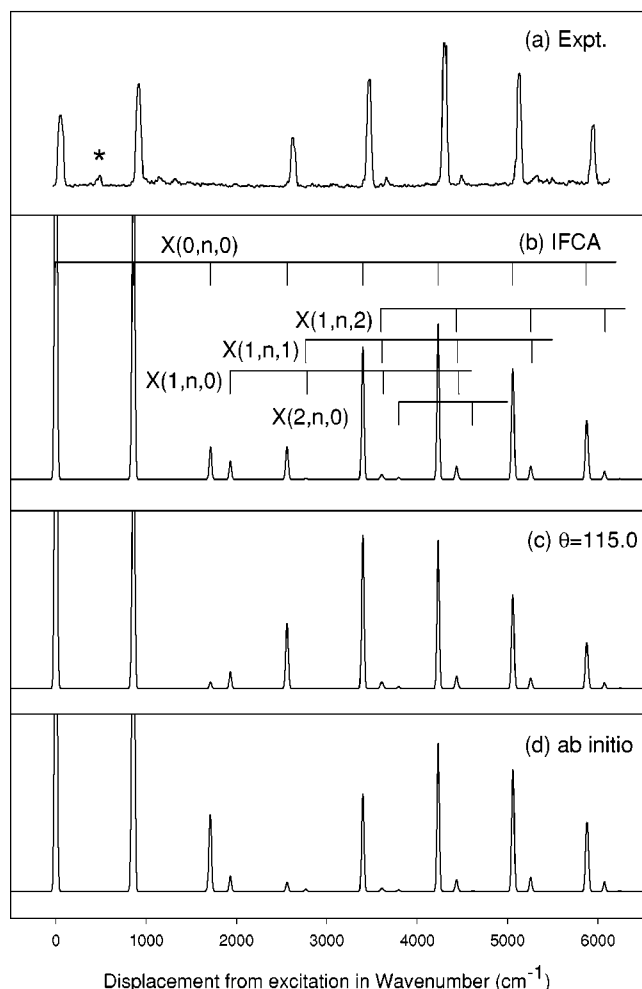 (a) Expt.
*
(b) IFCA
X(0,n,0)
X(1,n,2)
X(1,n,1)
X(1,n,0)
X(2,n,0)
(c) θ=115.0
(d) ab initio
0 1000 2000 3000 4000 5000 6000
Displacement from excitation in Wavenumber (cm⁻¹)